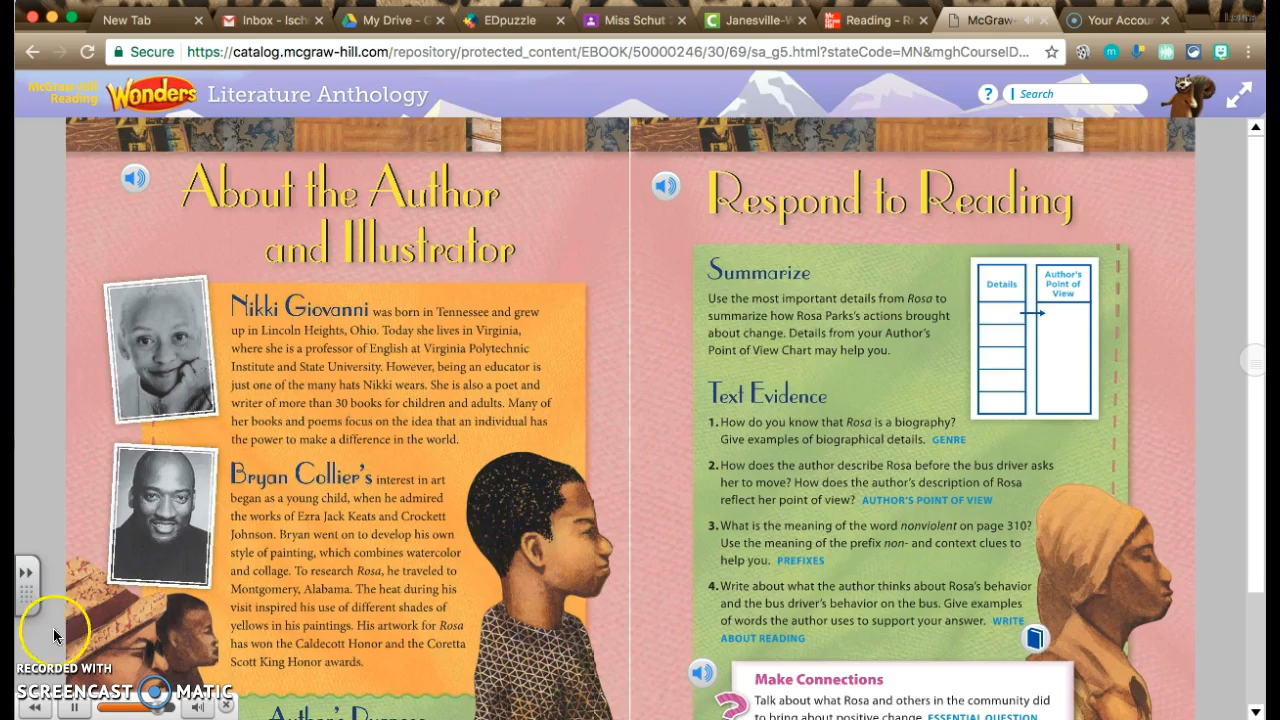 New Tab
Inbox - lsch
My Drive - G
EDpuzzle
Miss Schut
Janesville-W
Reading - Re
McGraw-
Your Accoun
Secure
https://catalog.mcgraw-hill.com/repository/protected_content/EBOOK/50000246/30/69/sa_g5.html?stateCode=MN&mghCourseID...
McGraw-Hill
Reading
Wonders
Literature Anthology
?
Search
About the Author
and Illustrator
Nikki Giovanni was born in Tennessee and grew
up in Lincoln Heights, Ohio. Today she lives in Virginia,
where she is a professor of English at Virginia Polytechnic
Institute and State University. However, being an educator is
just one of the many hats Nikki wears. She is also a poet and
writer of more than 30 books for children and adults. Many of
her books and poems focus on the idea that an individual has
the power to make a difference in the world.
Bryan Collier's interest in art
began as a young child, when he admired
the works of Ezra Jack Keats and Crockett
Johnson. Bryan went on to develop his own
style of painting, which combines watercolor
and collage. To research Rosa, he traveled to
Montgomery, Alabama. The heat during his
visit inspired his use of different shades of
yellows in his paintings. His artwork for Rosa
has won the Caldecott Honor and the Coretta
Scott King Honor awards.
Author's Purpose
Respond to Reading
Summarize
Use the most important details from Rosa to
summarize how Rosa Parks's actions brought
about change. Details from your Author's
Point of View Chart may help you.
Details
Author's
Point of
View
Text Evidence
1. How do you know that Rosa is a biography?
Give examples of biographical details. GENRE
2. How does the author describe Rosa before the bus driver asks
her to move? How does the author's description of Rosa
reflect her point of view? AUTHOR'S POINT OF VIEW
3. What is the meaning of the word nonviolent on page 310?
Use the meaning of the prefix non- and context clues to
help you. PREFIXES
4. Write about what the author thinks about Rosa's behavior
and the bus driver's behavior on the bus. Give examples
of words the author uses to support your answer. WRITE
ABOUT READING
?
Make Connections
Talk about what Rosa and others in the community did
to bring about positive change. ESSENTIAL QUESTION
RECORDED WITH
SCREENCAST MATIC